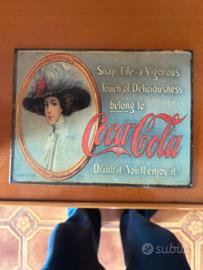 Snap-Life-a Vigorous
Touch of Deliciousness
belong to
Coca-Cola
Drink it. You'll enjoy it!
subito